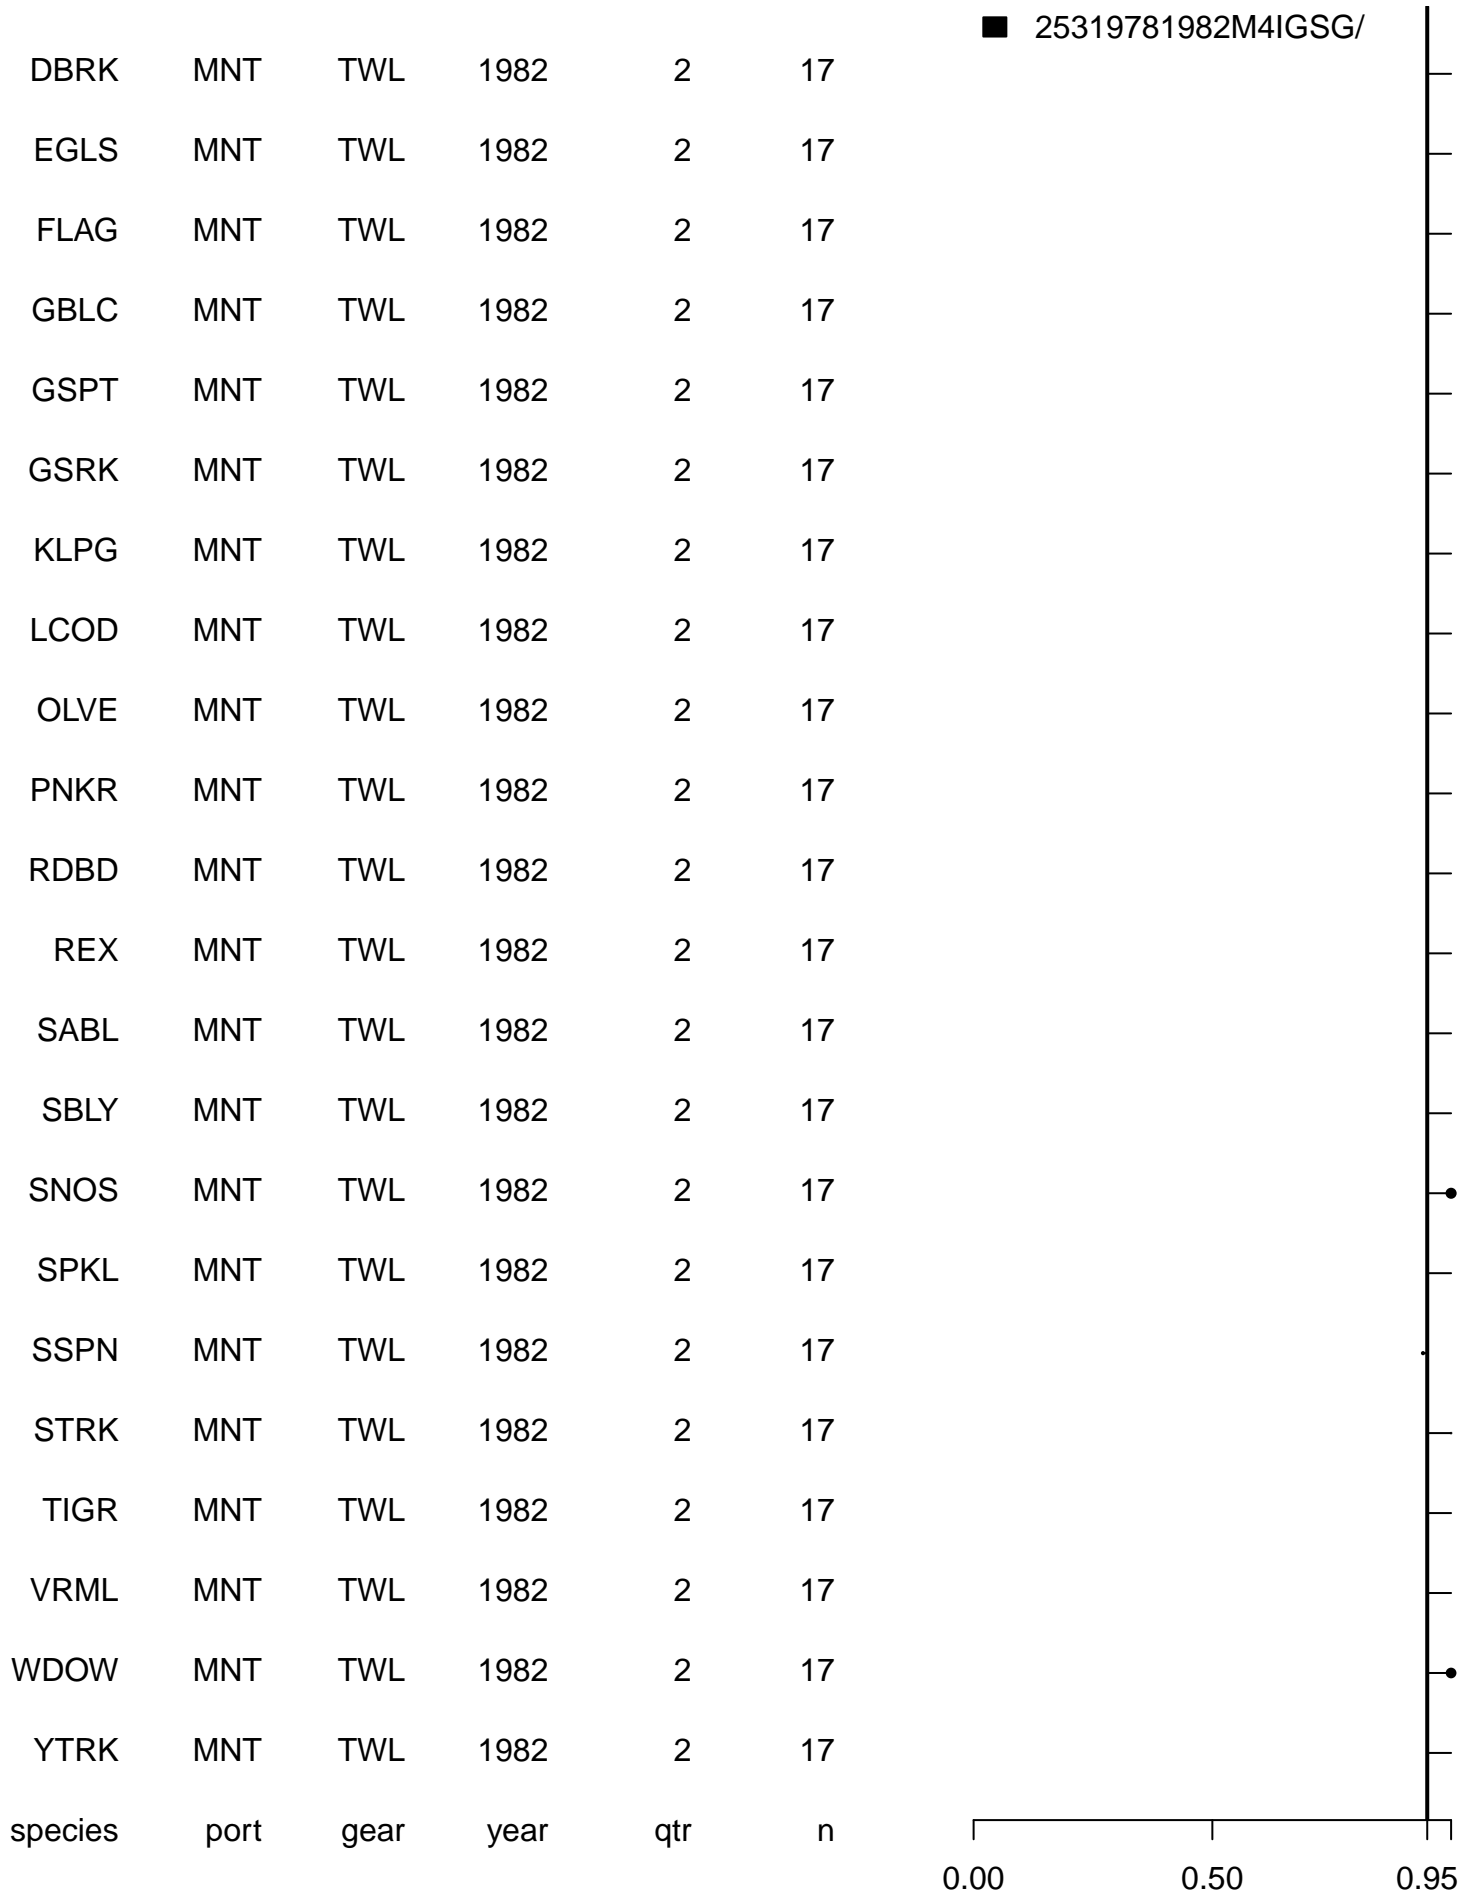 25319781982M4IGSG/
DBRK MNT TWL 1982 2 17
EGLS MNT TWL 1982 2 17
FLAG MNT TWL 1982 2 17
GBLC MNT TWL 1982 2 17
GSPT MNT TWL 1982 2 17
GSRK MNT TWL 1982 2 17
KLPG MNT TWL 1982 2 17
LCOD MNT TWL 1982 2 17
OLVE MNT TWL 1982 2 17
PNKR MNT TWL 1982 2 17
RDBD MNT TWL 1982 2 17
REX MNT TWL 1982 2 17
SABL MNT TWL 1982 2 17
SBLY MNT TWL 1982 2 17
SNOS MNT TWL 1982 2 17
SPKL MNT TWL 1982 2 17
SSPN MNT TWL 1982 2 17
STRK MNT TWL 1982 2 17
TIGR MNT TWL 1982 2 17
VRML MNT TWL 1982 2 17
WDOW MNT TWL 1982 2 17
YTRK MNT TWL 1982 2 17
species port gear year qtr n
0.00 0.50 0.95